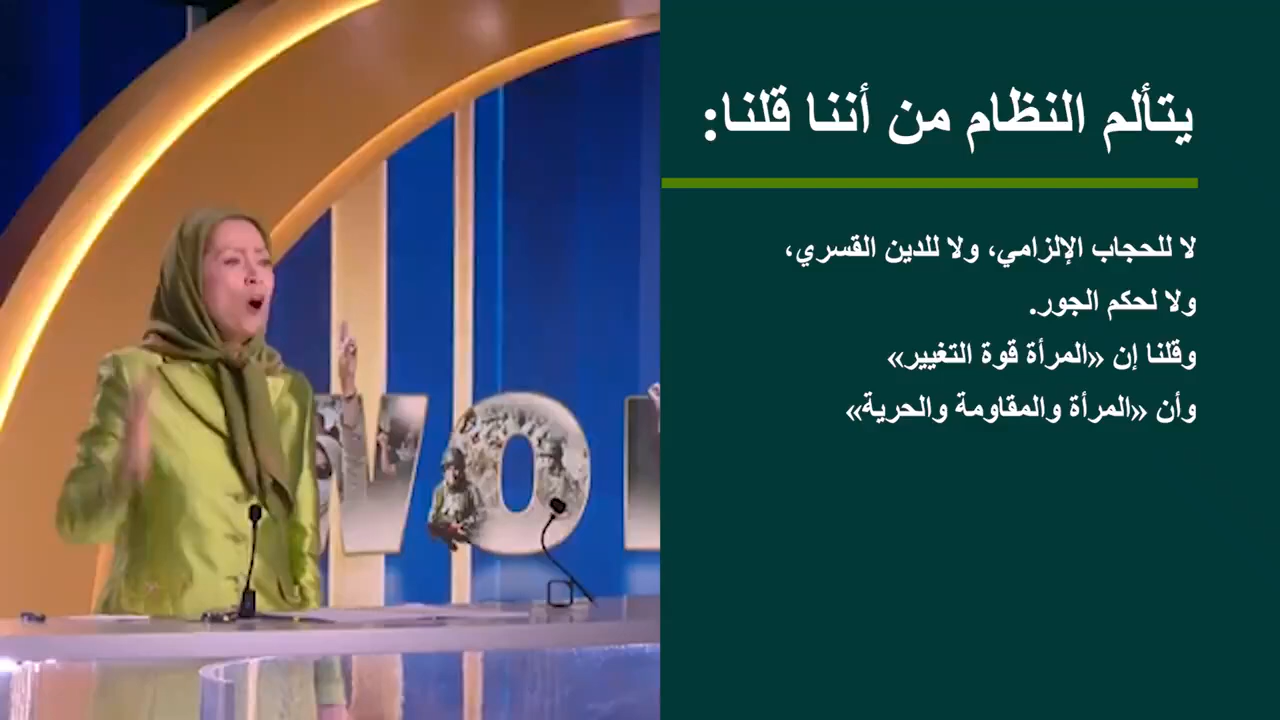 يتألم النظام من أننا قلنا:
لا للحجاب الإلزامي، ولا للدين القسري،
ولا لحكم الجور.
وقلنا إن «المرأة قوة التغيير»
وأن «المرأة والمقاومة والحرية»